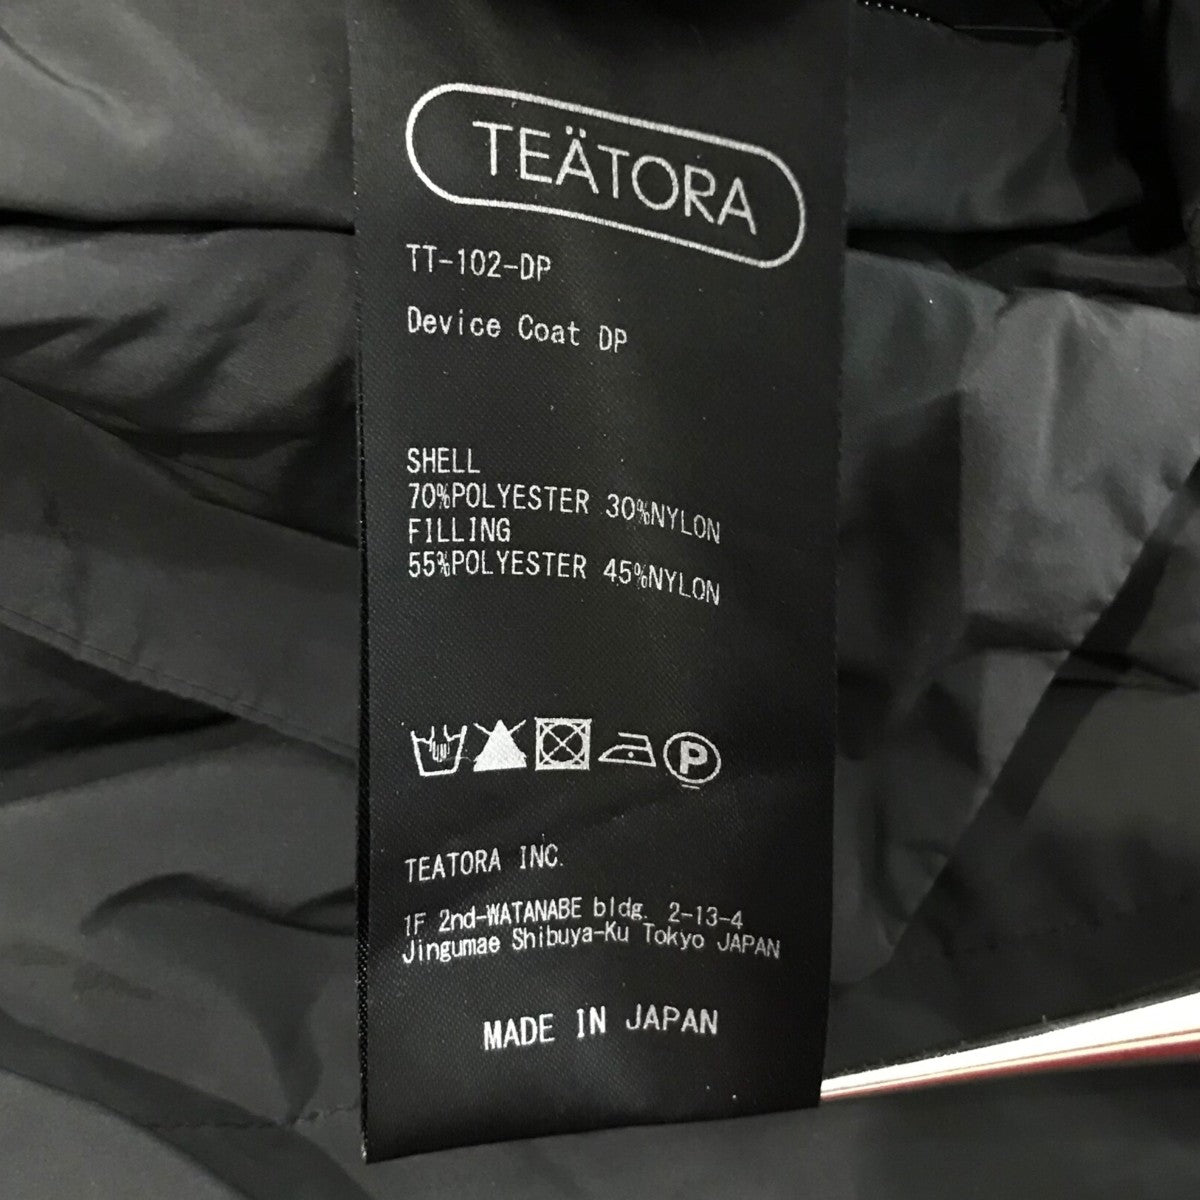 TEÄTORA
TT-102-DP
Device Coat DP
SHELL
70%POLYESTER 30%NYLON
FILLING
55%POLYESTER 45%NYLON
P
TEATORA INC.
1F 2nd-WATANABE bldg. 2-13-4
Jingumae Shibuya-Ku Tokyo JAPAN
MADE IN JAPAN